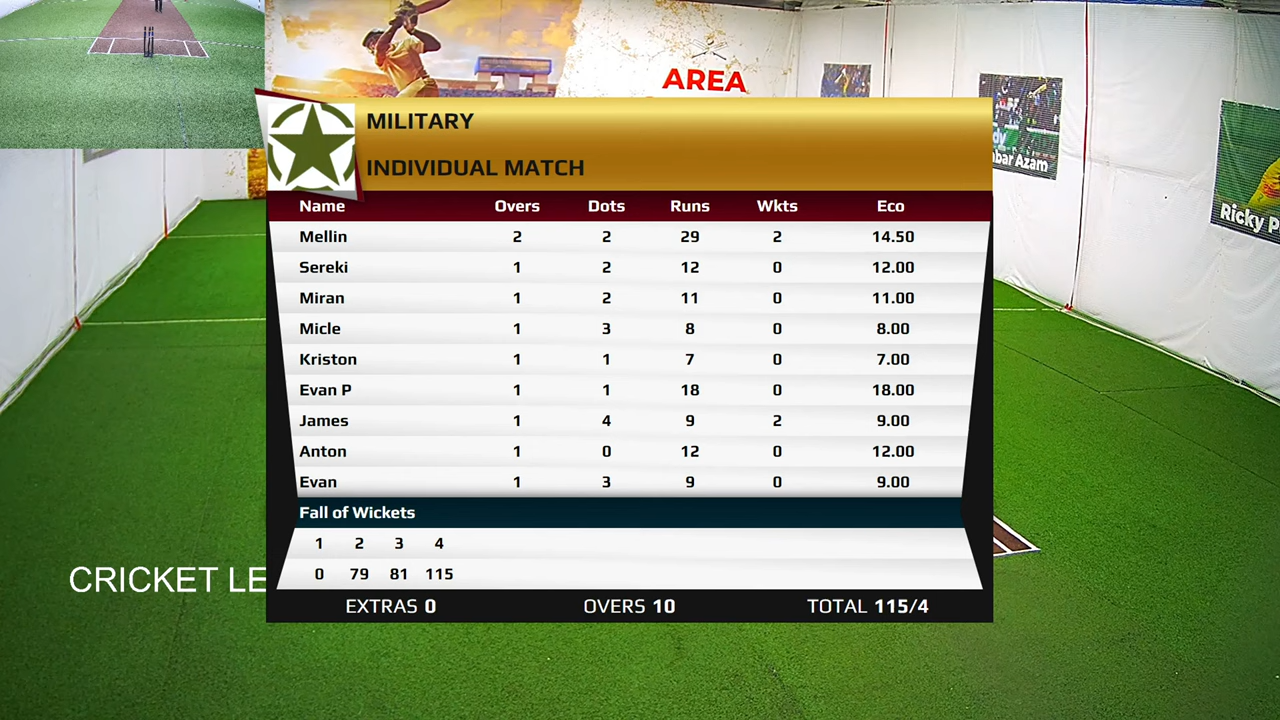 AREA
MILITARY
INDIVIDUAL MATCH
Name Overs Dots Runs Wkts Eco
Mellin 2 2 29 2 14.50
Sereki 1 2 12 0 12.00
Miran 1 2 11 0 11.00
Micle 1 3 8 0 8.00
Kriston 1 1 7 0 7.00
Evan P 1 1 18 0 18.00
James 1 4 9 2 9.00
Anton 1 0 12 0 12.00
Evan 1 3 9 0 9.00
Fall of Wickets
1 2 3 4
0 79 81 115
EXTRAS 0 OVERS 10 TOTAL 115/4
CRICKET LE
bar Azam
Ricky P